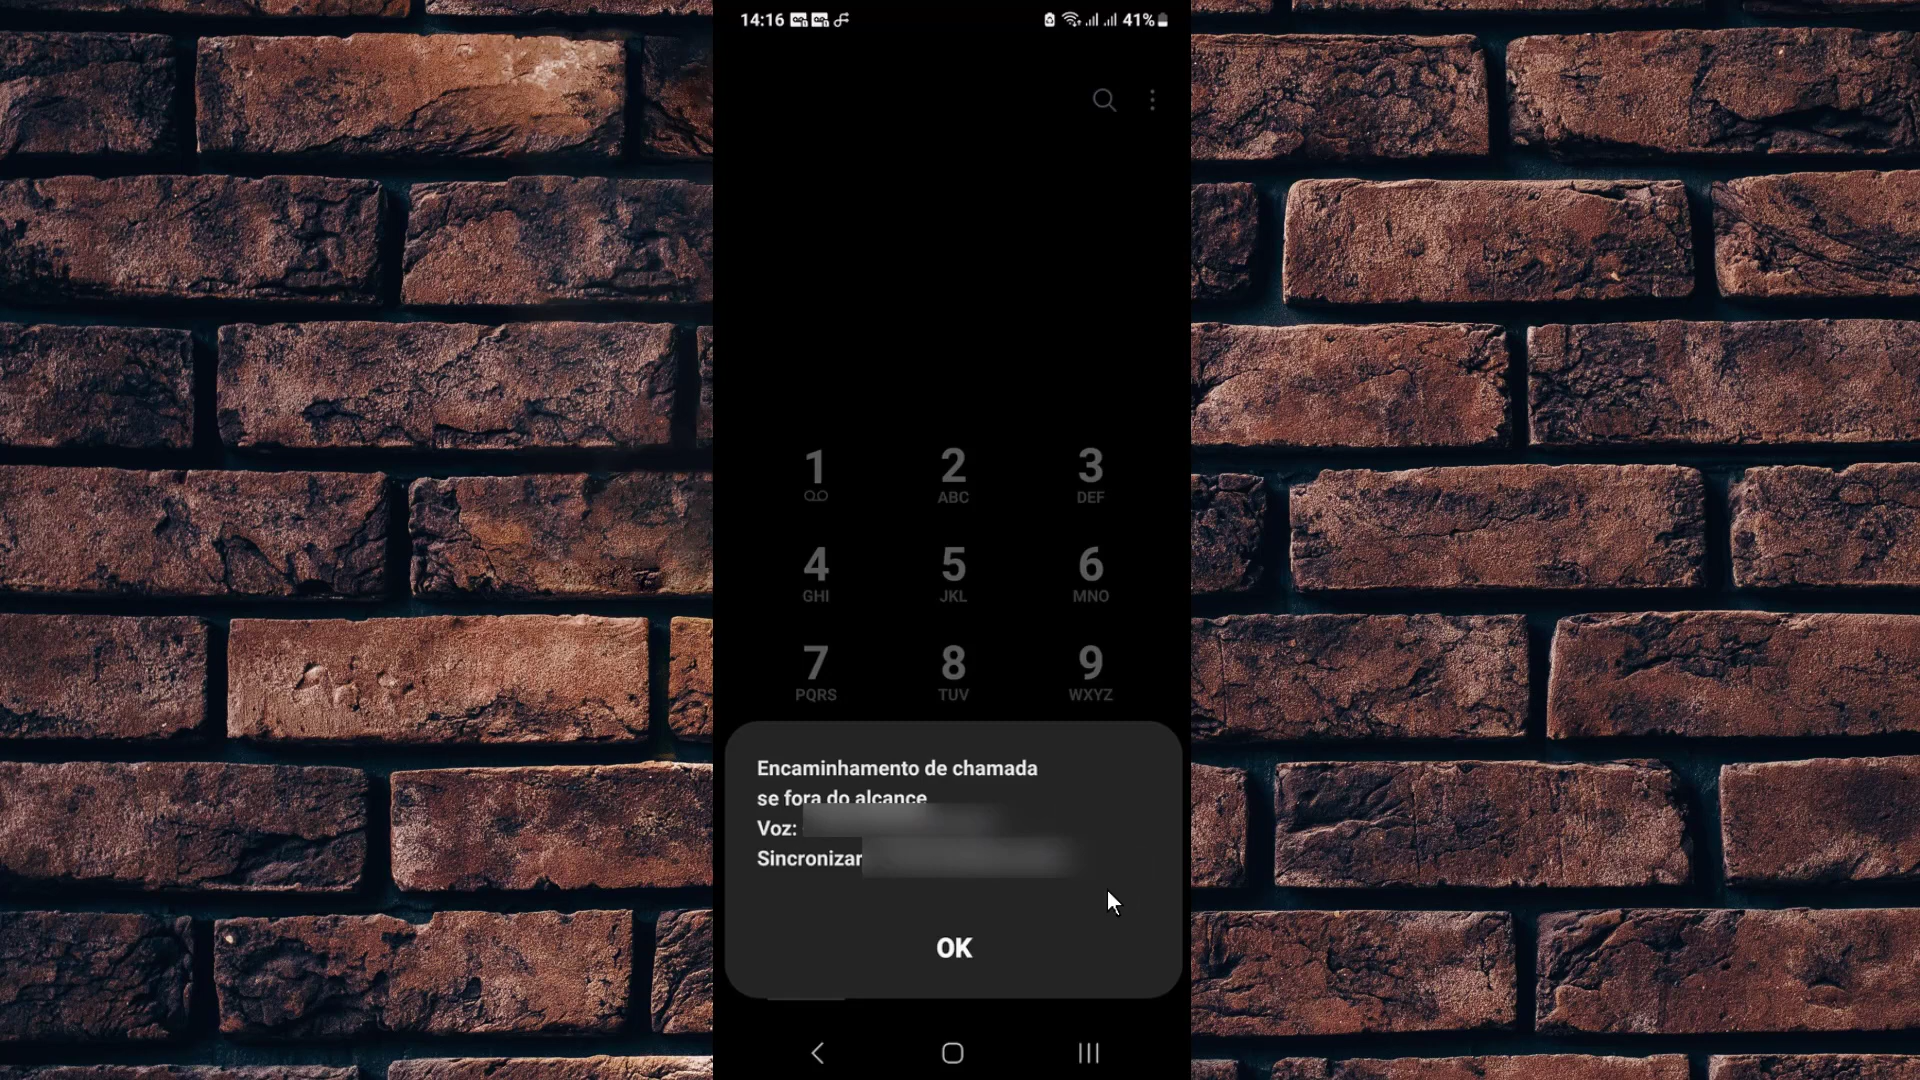 14:16
41%
1
2
ABC
3
DEF
4
GHI
5
JKL
6
MNO
7
PQRS
8
TUV
9
WXYZ
Encaminhamento de chamada
se fora do alcance
Voz:
Sincronizar
OK